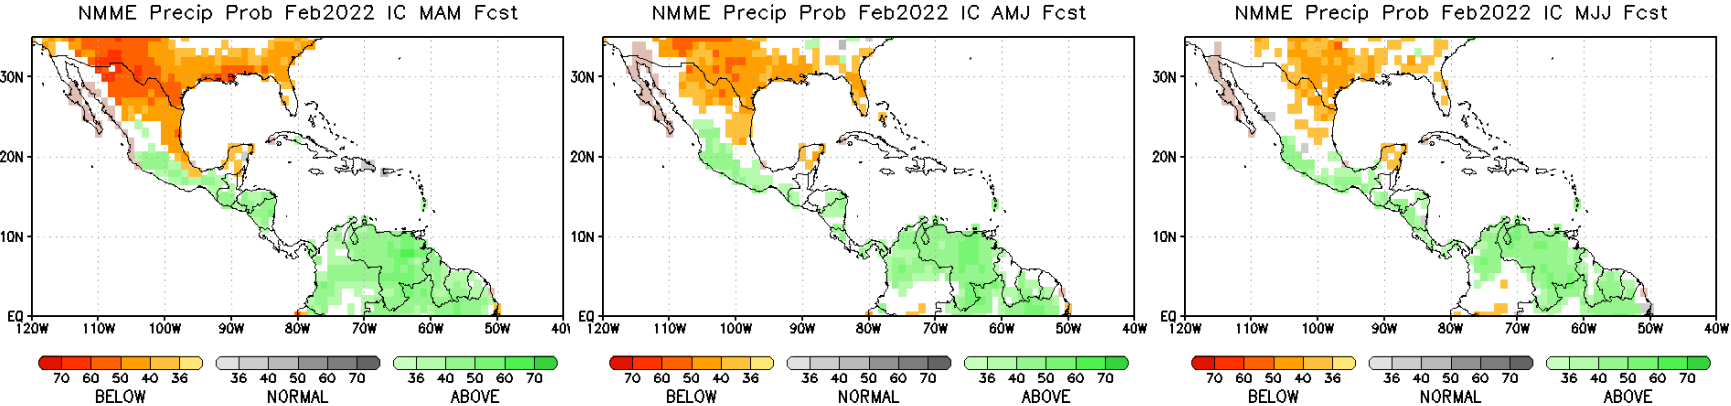 NMME Precip Prob Feb2022 IC MAM Fcst
30N
20N
10N
EQ
120W 110W 100W 90W 80W 70W 60W 50W 40W
70 60 50 40 36
BELOW
36 40 50 60 70
NORMAL
36 40 50 60 70
ABOVE
NMME Precip Prob Feb2022 IC AMJ Fcst
30N
20N
10N
EQ
120W 110W 100W 90W 80W 70W 60W 50W 40W
70 60 50 40 36
BELOW
36 40 50 60 70
NORMAL
36 40 50 60 70
ABOVE
NMME Precip Prob Feb2022 IC MJJ Fcst
30N
20N
10N
EQ
120W 110W 100W 90W 80W 70W 60W 50W 40W
70 60 50 40 36
BELOW
36 40 50 60 70
NORMAL
36 40 50 60 70
ABOVE